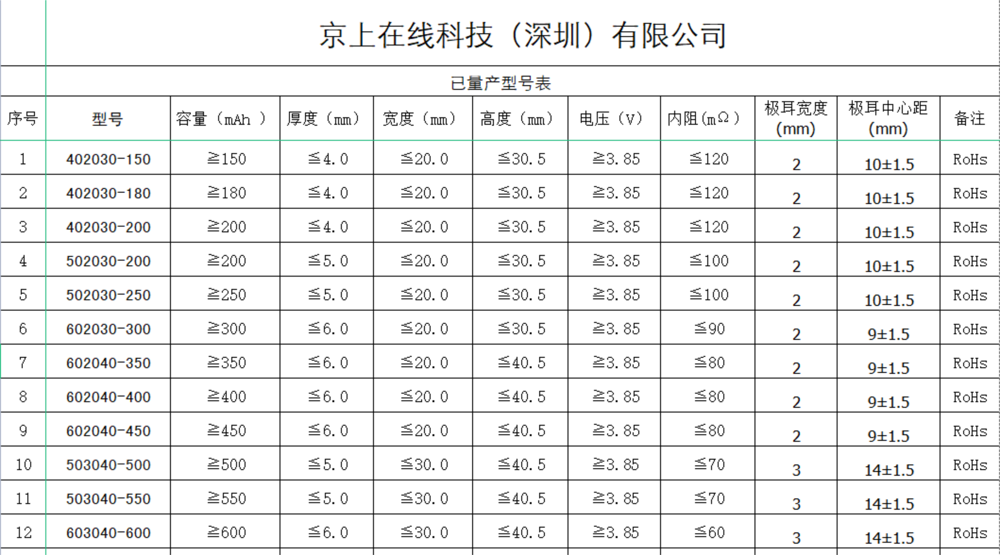 京上在线科技（深圳）有限公司
已量产型号表
序号 型号 容量（mAh ） 厚度（mm） 宽度（mm） 高度（mm） 电压（V） 内阻(mΩ) 极耳宽度(mm) 极耳中心距(mm) 备注
1 402030-150 ≧150 ≦4.0 ≦20.0 ≦30.5 ≧3.85 ≦120 2 10±1.5 RoHs
2 402030-180 ≧180 ≦4.0 ≦20.0 ≦30.5 ≧3.85 ≦120 2 10±1.5 RoHs
3 402030-200 ≧200 ≦4.0 ≦20.0 ≦30.5 ≧3.85 ≦120 2 10±1.5 RoHs
4 502030-200 ≧200 ≦5.0 ≦20.0 ≦30.5 ≧3.85 ≦100 2 10±1.5 RoHs
5 502030-250 ≧250 ≦5.0 ≦20.0 ≦30.5 ≧3.85 ≦100 2 10±1.5 RoHs
6 602030-300 ≧300 ≦6.0 ≦20.0 ≦30.5 ≧3.85 ≦90 2 9±1.5 RoHs
7 602040-350 ≧350 ≦6.0 ≦20.0 ≦40.5 ≧3.85 ≦80 2 9±1.5 RoHs
8 602040-400 ≧400 ≦6.0 ≦20.0 ≦40.5 ≧3.85 ≦80 2 9±1.5 RoHs
9 602040-450 ≧450 ≦6.0 ≦20.0 ≦40.5 ≧3.85 ≦80 2 9±1.5 RoHs
10 503040-500 ≧500 ≦5.0 ≦30.0 ≦40.5 ≧3.85 ≦70 3 14±1.5 RoHs
11 503040-550 ≧550 ≦5.0 ≦30.0 ≦40.5 ≧3.85 ≦70 3 14±1.5 RoHs
12 603040-600 ≧600 ≦6.0 ≦30.0 ≦40.5 ≧3.85 ≦60 3 14±1.5 RoHs